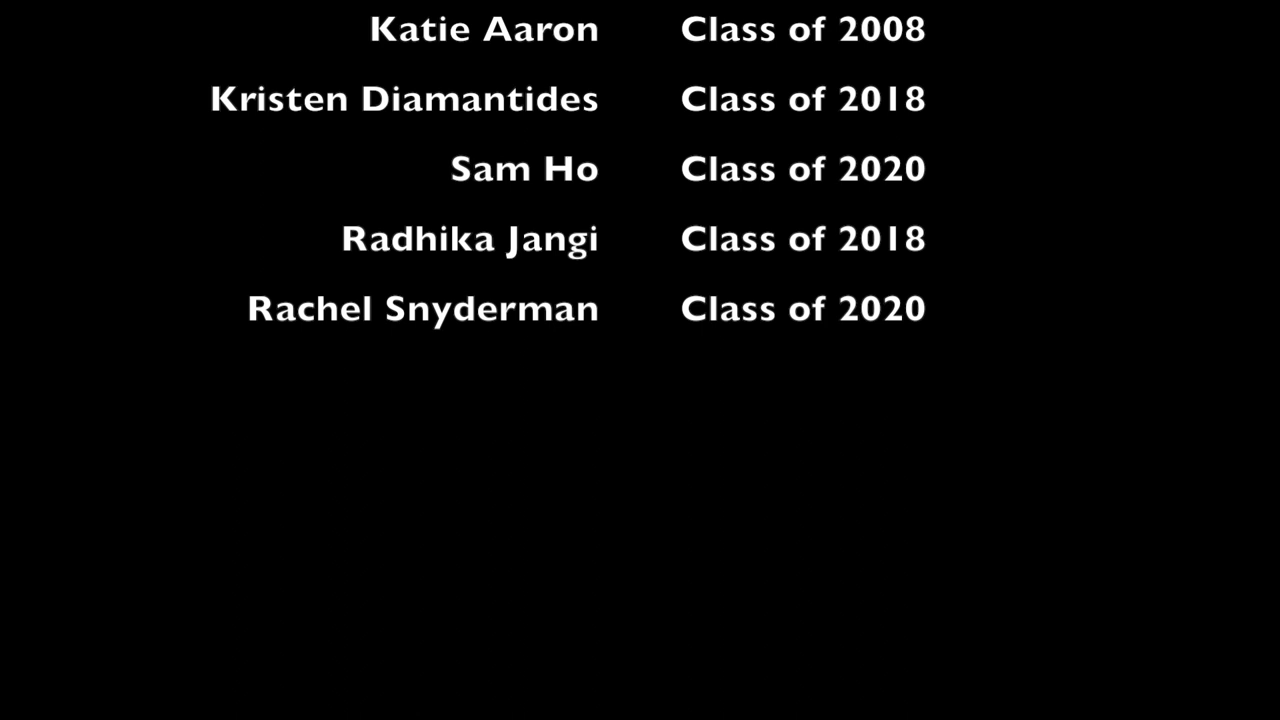 Katie Aaron Class of 2008
Kristen Diamantides Class of 2018
Sam Ho Class of 2020
Radhika Jangi Class of 2018
Rachel Snyderman Class of 2020